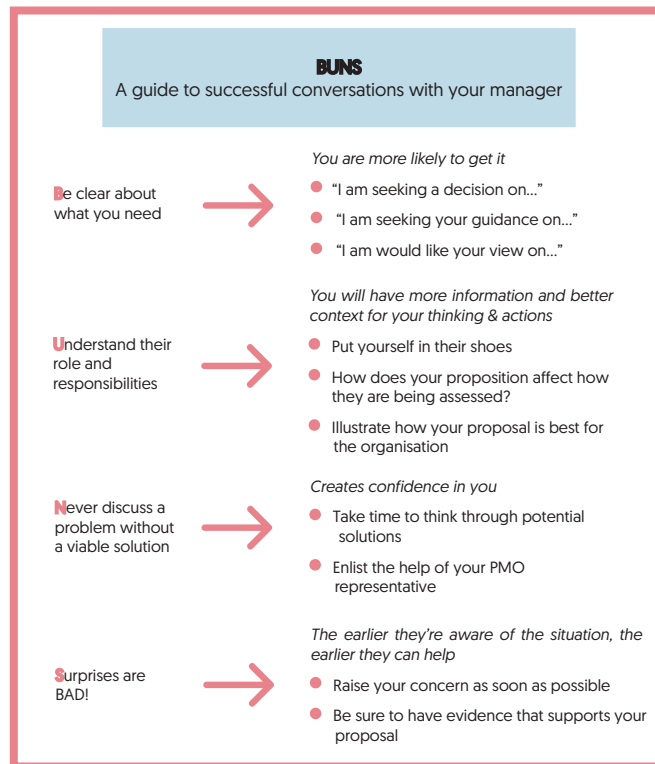 BUNS
A guide to successful conversations with your manager
Be clear about
what you need
You are more likely to get it
“I am seeking a decision on...”
“I am seeking your guidance on...”
“I am would like your view on...”
Understand their
role and
responsibilities
You will have more information and better
context for your thinking & actions
Put yourself in their shoes
How does your proposition affect how
they are being assessed?
Illustrate how your proposal is best for
the organisation
Never discuss a
problem without
a viable solution
Creates confidence in you
Take time to think through potential
solutions
Enlist the help of your PMO
representative
Surprises are
BAD!
The earlier they’re aware of the situation, the
earlier they can help
Raise your concern as soon as possible
Be sure to have evidence that supports your
proposal